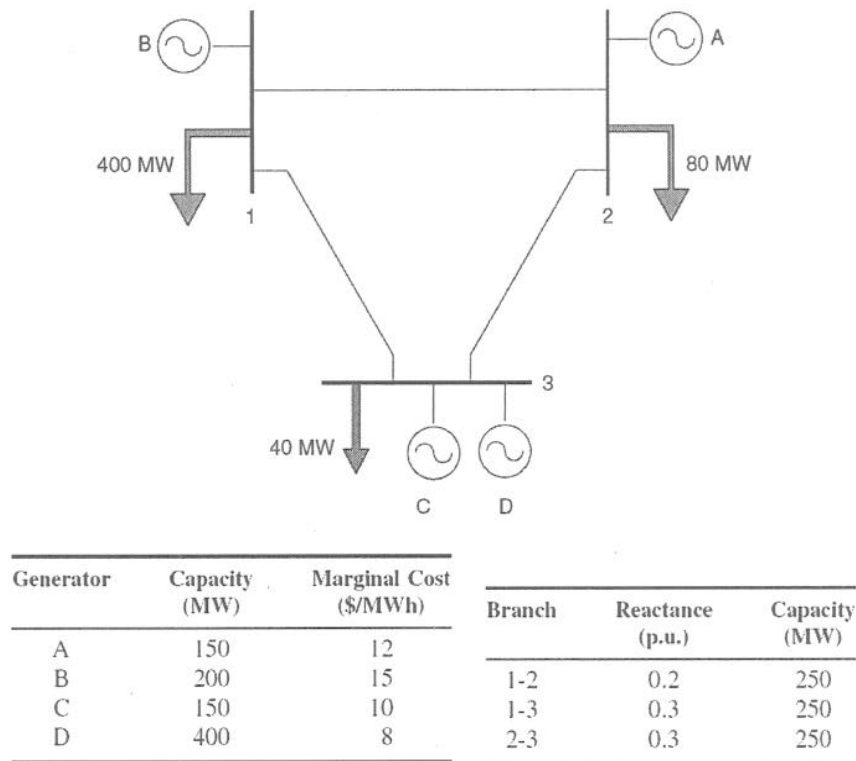 B
A
400 MW
80 MW
1
2
3
40 MW
C
D
Generator Capacity (MW) Marginal Cost ($/MWh)
A 150 12
B 200 15
C 150 10
D 400 8
Branch Reactance (p.u.) Capacity (MW)
1-2 0.2 250
1-3 0.3 250
2-3 0.3 250